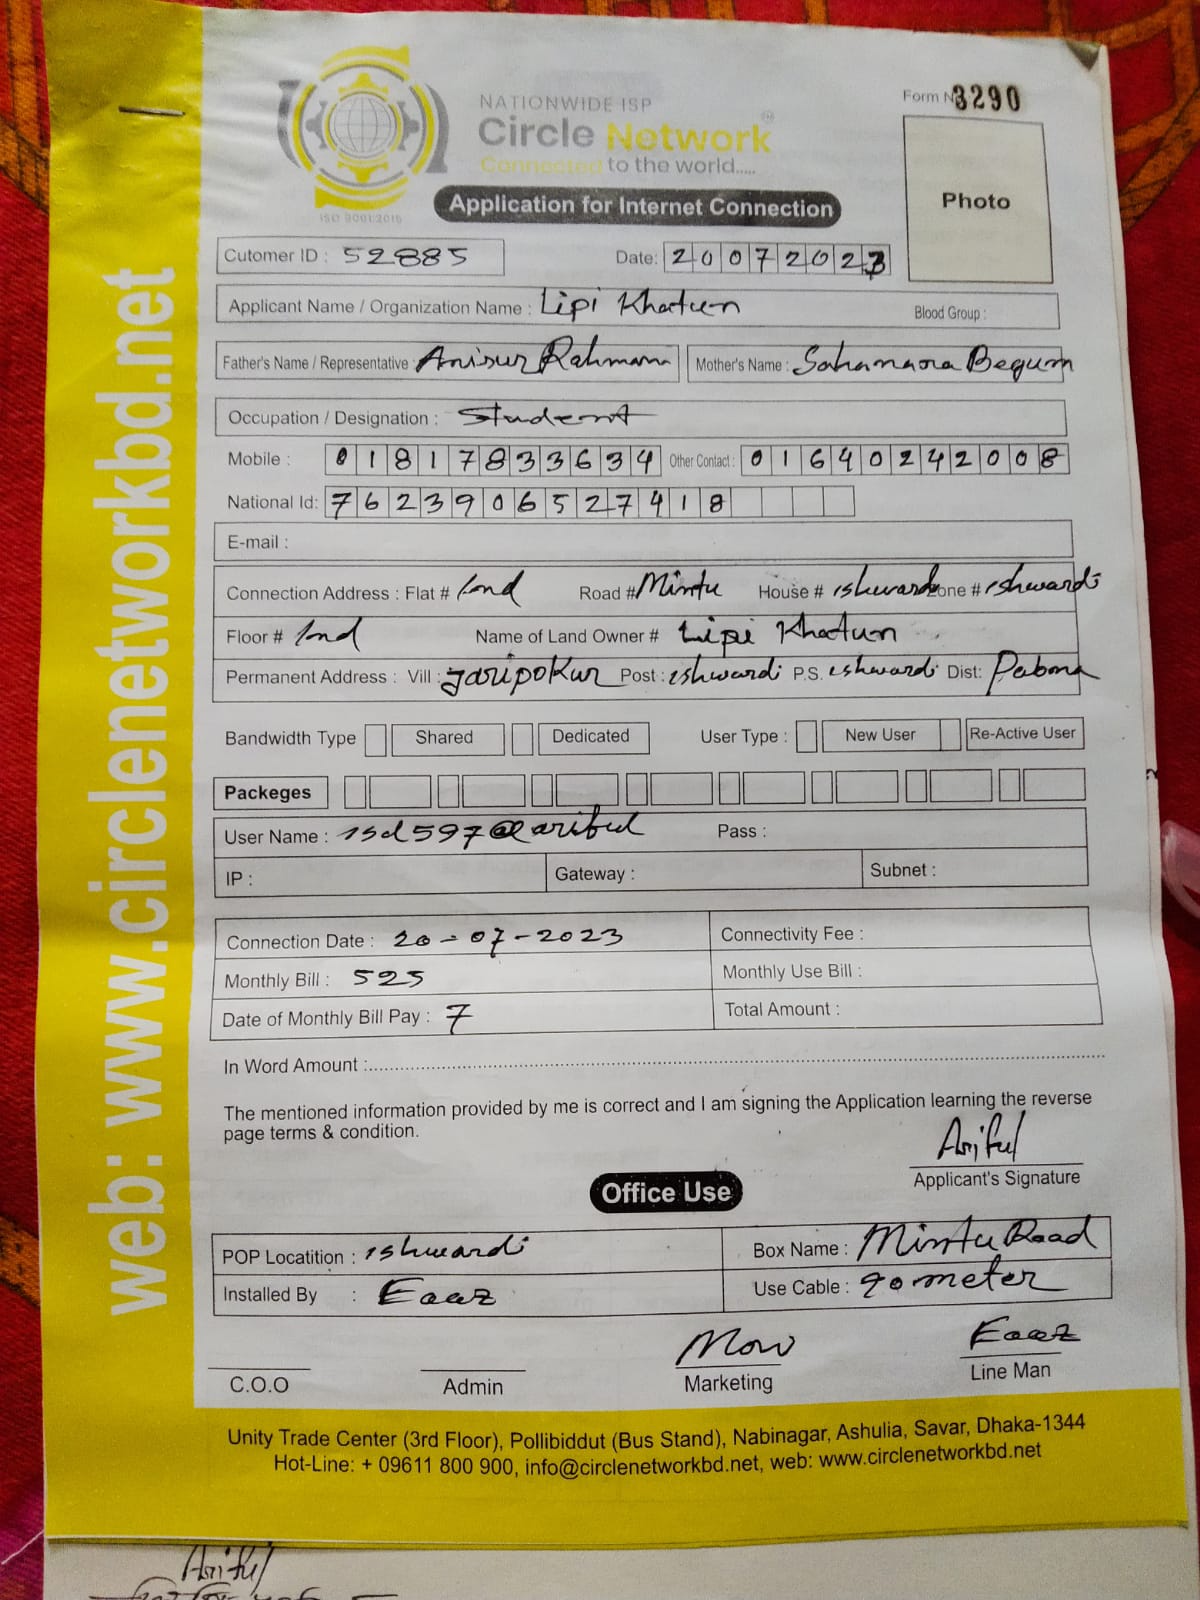 web: www.circlenetworkbd.net
NATIONWIDE ISP
Circle Network
Connected to the world.....
ISO 9001:2015
Form N 3290
Photo
Application for Internet Connection
Cutomer ID : 52885 Date: 20072023
Applicant Name / Organization Name : Lipi Khatun Blood Group :
Father's Name / Representative : Anisur Rahmann Mother's Name : Sahanara Begum
Occupation / Designation : Student
Mobile : 01817833634 Other Contact : 01640242008
National Id: 7623906527418
E-mail :
Connection Address : Flat # 2nd Road # Mintu House # ishwardi Zone # ishwardi
Floor # 2nd Name of Land Owner # Lipi Khatun
Permanent Address : Vill : Jaripokur Post : ishwardi P.S. ishwardi Dist: Pabna
Bandwidth Type Shared Dedicated User Type : New User Re-Active User
Packeges
User Name : isd597@ariful Pass :
IP : Gateway : Subnet :
Connection Date : 20-07-2023 Connectivity Fee :
Monthly Bill : 525 Monthly Use Bill :
Date of Monthly Bill Pay : 7 Total Amount :
In Word Amount :
The mentioned information provided by me is correct and I am signing the Application learning the reverse
page terms & condition.
Ariful
Applicant's Signature
Office Use
POP Locatition : ishwardi Box Name : Mintu Road
Installed By : Eaaz Use Cable : 90 meter
Mow Eaaz
C.O.O Admin Marketing Line Man
Unity Trade Center (3rd Floor), Pollibiddut (Bus Stand), Nabinagar, Ashulia, Savar, Dhaka-1344
Hot-Line: + 09611 800 900, info@circlenetworkbd.net, web: www.circlenetworkbd.net
Ariful